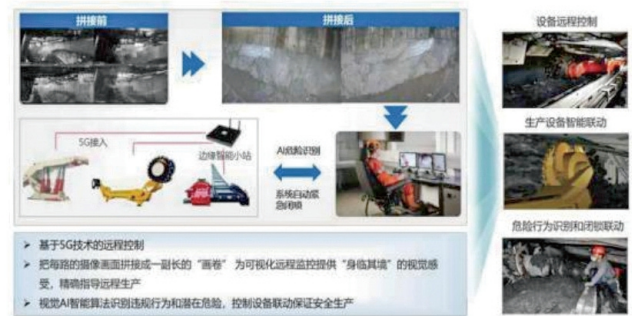 拼接前
拼接后
设备远程控制
生产设备智能联动
5G接入
边缘智能小站
AI危险识别
系统自动紧
急闭锁
危险行为识别和闭锁联动
➢ 基于5G技术的远程控制
➢ 把每路的摄像画面拼接成一副长的“画卷” 为可视化远程监控提供“身临其境”的视觉感
受，精确指导远程生产
➢ 视觉AI智能算法识别违规行为和潜在危险，控制设备联动保证安全生产